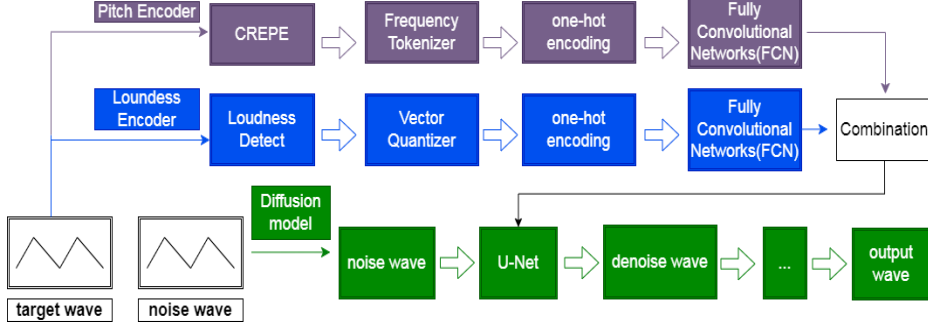 Pitch Encoder
CREPE
Frequency
Tokenizer
one-hot
encoding
Fully
Convolutional
Networks(FCN)
Loundess
Encoder
Loudness
Detect
Vector
Quantizer
one-hot
encoding
Fully
Convolutional
Networks(FCN)
Combination
Diffusion
model
noise wave
U-Net
denoise wave
...
output
wave
target wave
noise wave